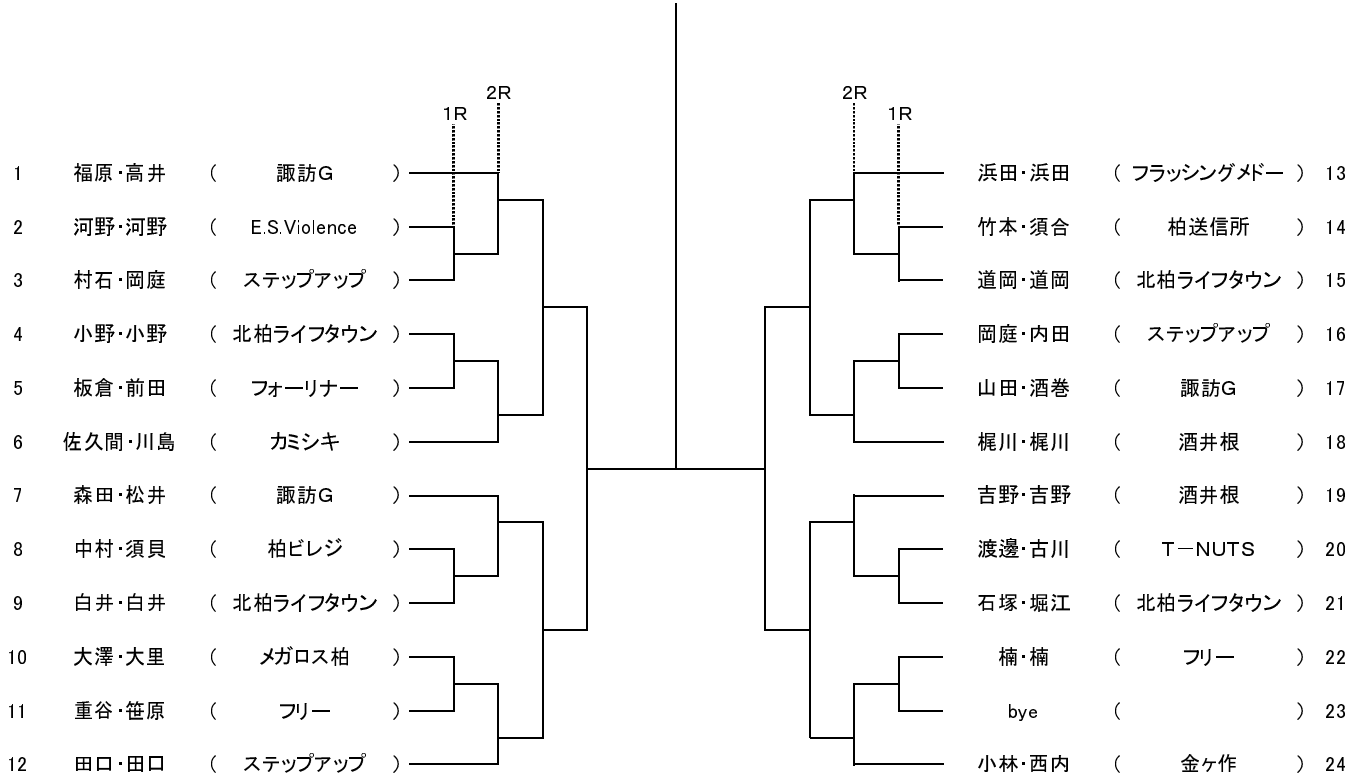 2R 2R
1R 1R
1 福原・高井 ( 諏訪G ) 浜田・浜田 ( フラッシングメドー ) 13
2 河野・河野 ( E.S.Violence ) 竹本・須合 ( 柏送信所 ) 14
3 村石・岡庭 ( ステップアップ ) 道岡・道岡 ( 北柏ライフタウン ) 15
4 小野・小野 ( 北柏ライフタウン ) 岡庭・内田 ( ステップアップ ) 16
5 板倉・前田 ( フォーリナー ) 山田・酒巻 ( 諏訪G ) 17
6 佐久間・川島 ( カミシキ ) 梶川・梶川 ( 酒井根 ) 18
7 森田・松井 ( 諏訪G ) 吉野・吉野 ( 酒井根 ) 19
8 中村・須貝 ( 柏ビレジ ) 渡邊・古川 ( T－NUTS ) 20
9 白井・白井 ( 北柏ライフタウン ) 石塚・堀江 ( 北柏ライフタウン ) 21
10 大澤・大里 ( メガロス柏 ) 楠・楠 ( フリー ) 22
11 重谷・笹原 ( フリー ) bye ( ) 23
12 田口・田口 ( ステップアップ ) 小林・西内 ( 金ヶ作 ) 24